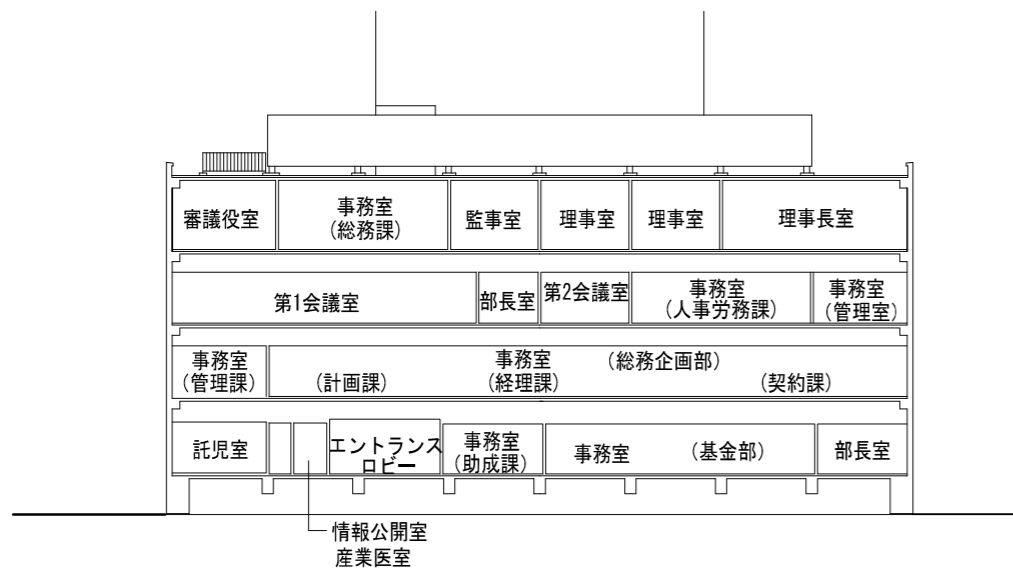 審議役室
事務室
(総務課)
監事室
理事室
理事室
理事長室
第1会議室
部長室
第2会議室
事務室
(人事労務課)
事務室
(管理室)
事務室
(管理課)
事務室
(総務企画部)
(計画課)
(経理課)
(契約課)
託児室
エントランス
ロビー
事務室
(助成課)
事務室
(基金部)
部長室
情報公開室
産業医室